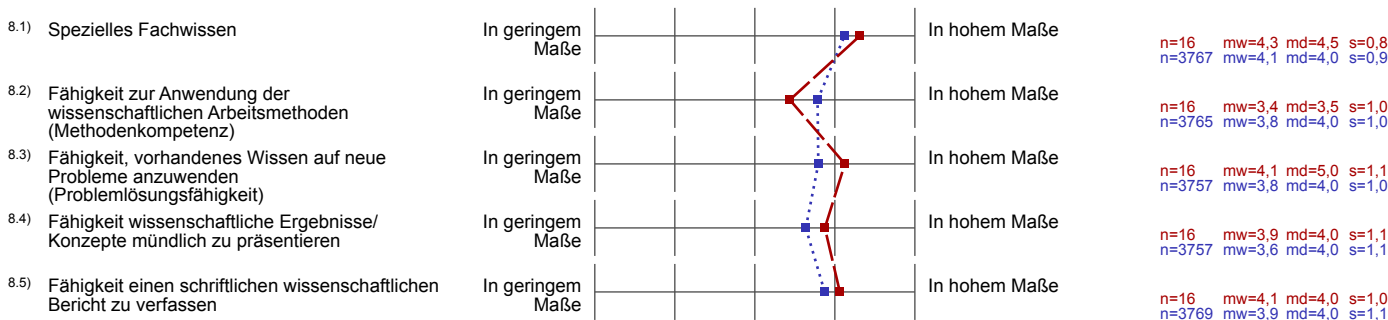 8.1) Spezielles Fachwissen
In geringem
Maße
In hohem Maße
n=16 mw=4,3 md=4,5 s=0,8
n=3767 mw=4,1 md=4,0 s=0,9
8.2) Fähigkeit zur Anwendung der
wissenschaftlichen Arbeitsmethoden
(Methodenkompetenz)
In geringem
Maße
In hohem Maße
n=16 mw=3,4 md=3,5 s=1,0
n=3765 mw=3,8 md=4,0 s=1,0
8.3) Fähigkeit, vorhandenes Wissen auf neue
Probleme anzuwenden
(Problemlösungsfähigkeit)
In geringem
Maße
In hohem Maße
n=16 mw=4,1 md=5,0 s=1,1
n=3757 mw=3,8 md=4,0 s=1,0
8.4) Fähigkeit wissenschaftliche Ergebnisse/
Konzepte mündlich zu präsentieren
In geringem
Maße
In hohem Maße
n=16 mw=3,9 md=4,0 s=1,1
n=3757 mw=3,6 md=4,0 s=1,1
8.5) Fähigkeit einen schriftlichen wissenschaftlichen
Bericht zu verfassen
In geringem
Maße
In hohem Maße
n=16 mw=4,1 md=4,0 s=1,0
n=3769 mw=3,9 md=4,0 s=1,1